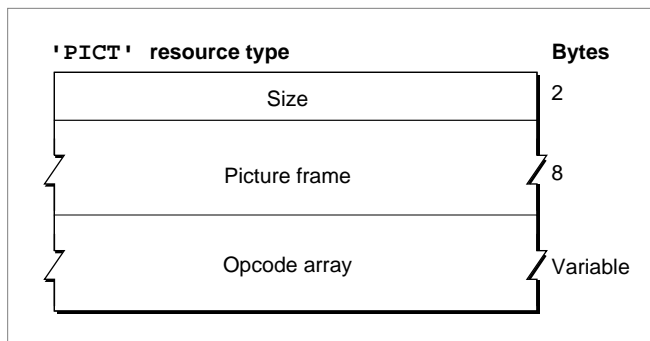 'PICT' resource type Bytes
Size 2
Picture frame 8
Opcode array Variable